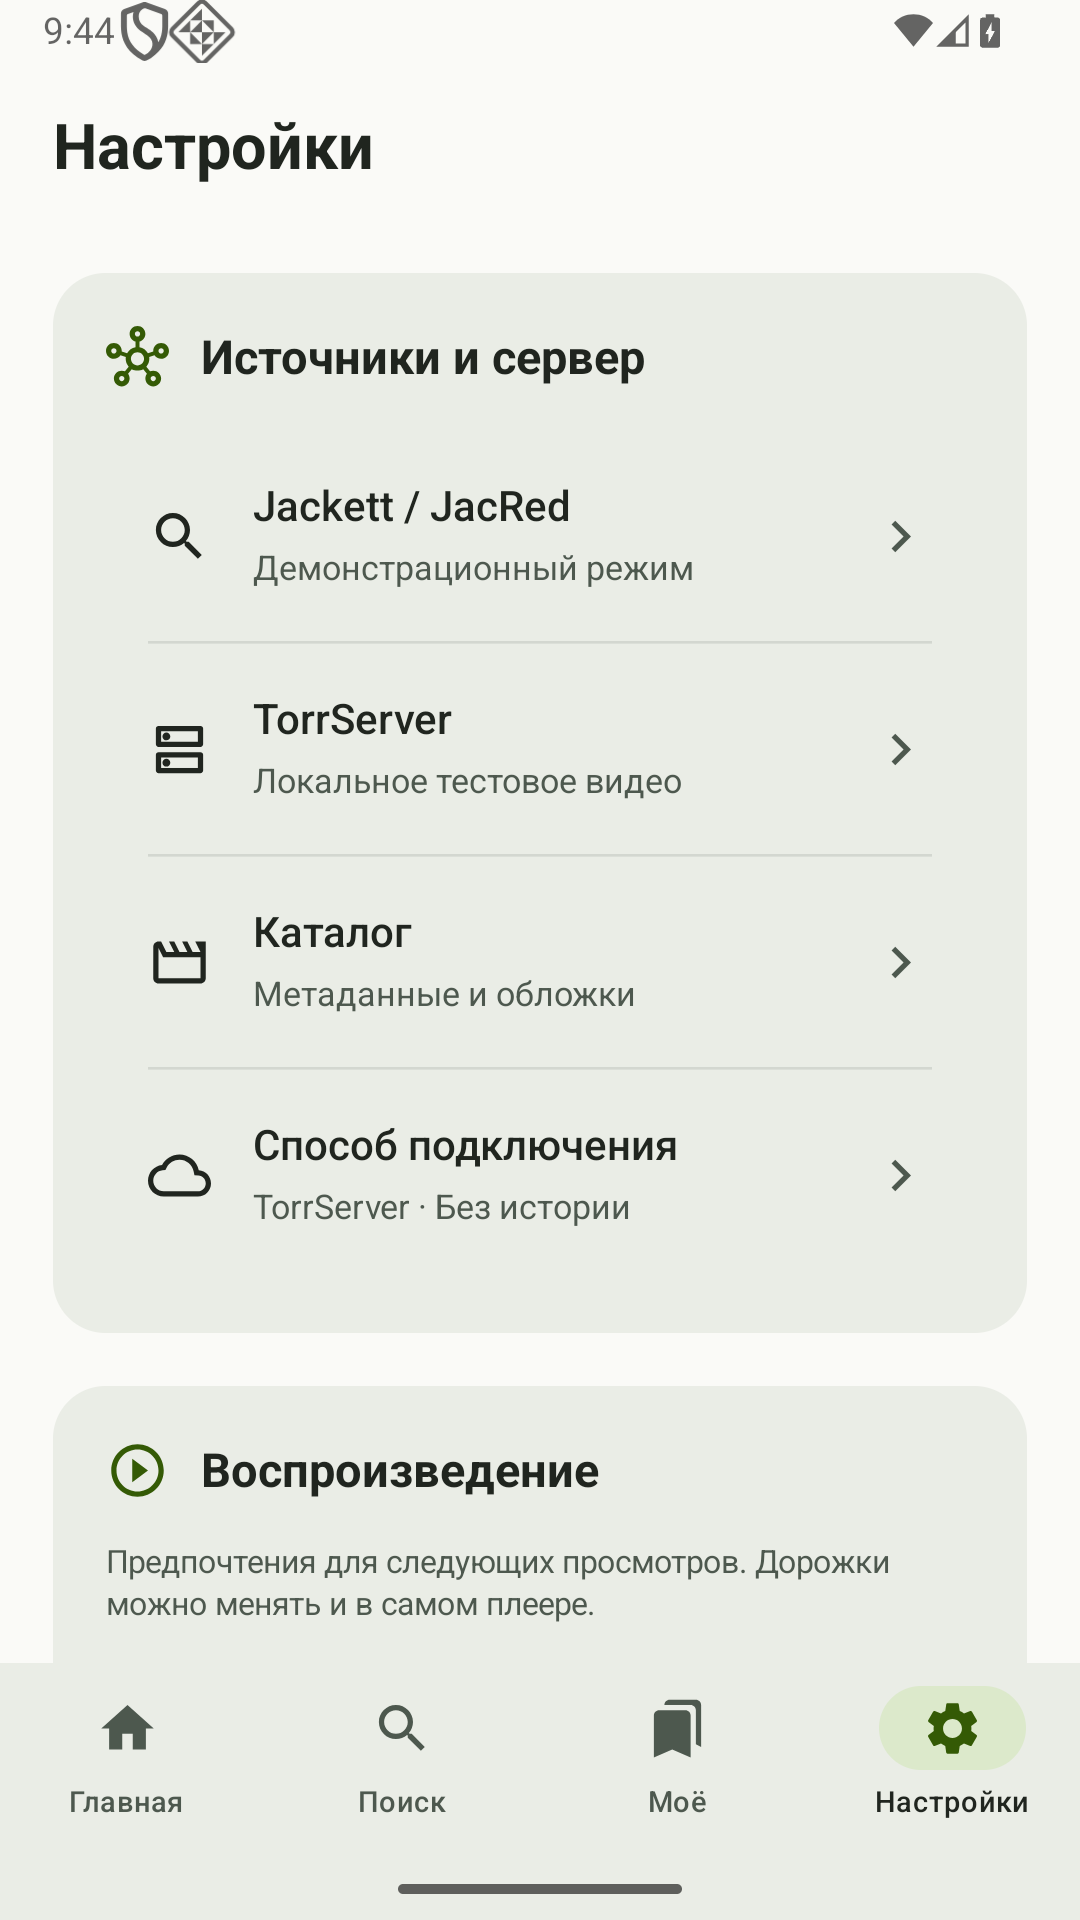 9:44
Настройки
Источники и сервер
Jackett / JacRed
Демонстрационный режим
TorrServer
Локальное тестовое видео
Каталог
Метаданные и обложки
Способ подключения
TorrServer · Без истории
Воспроизведение
Предпочтения для следующих просмотров. Дорожки
можно менять и в самом плеере.
Главная
Поиск
Моё
Настройки